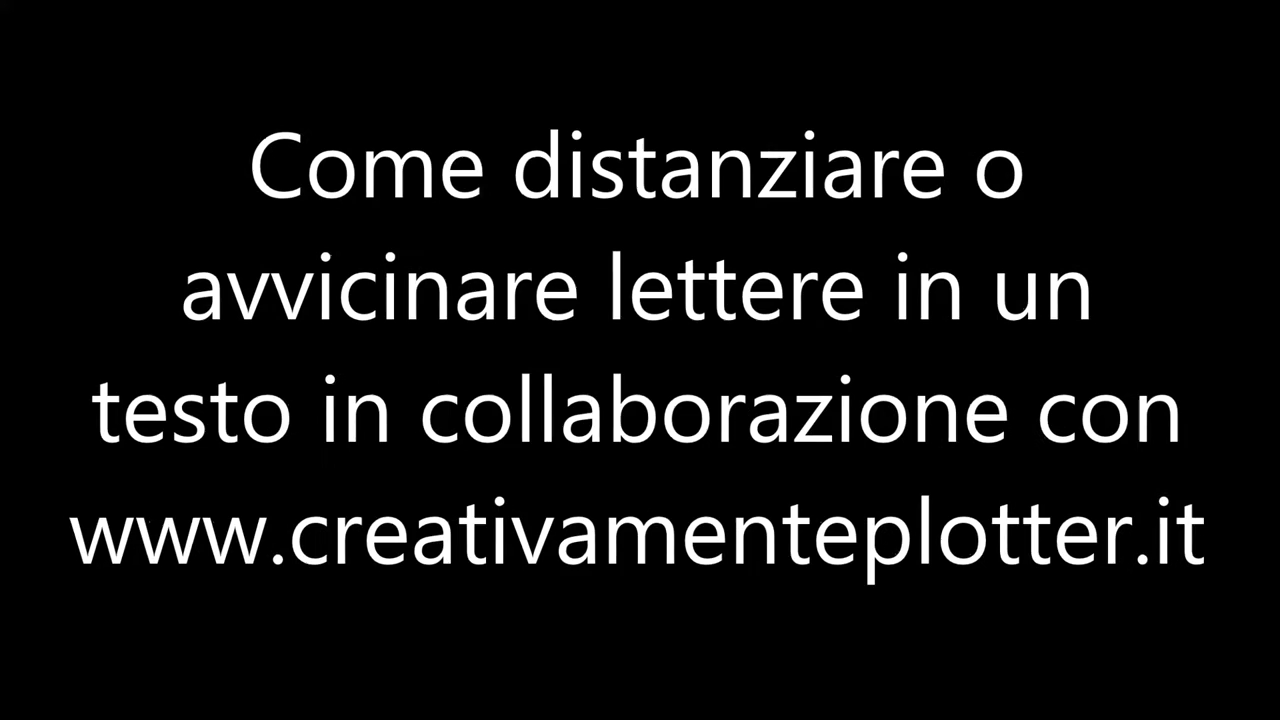 Come distanziare o
avvicinare lettere in un
testo in collaborazione con
www.creativamenteplotter.it